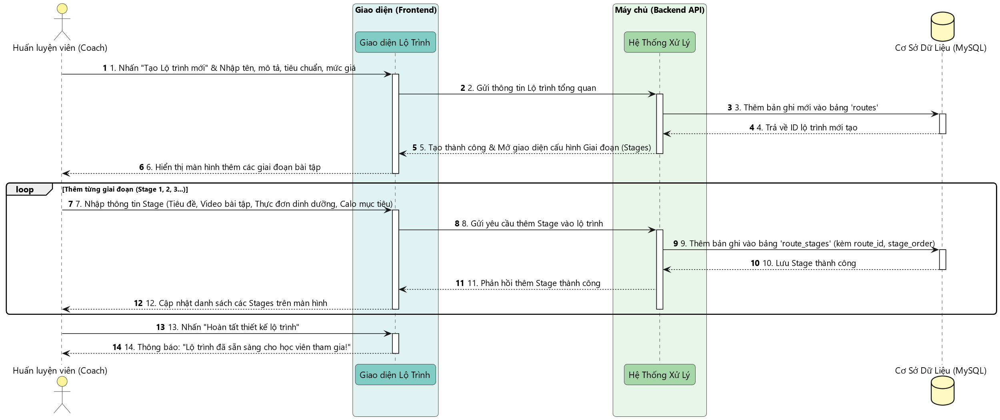 Giao diện (Frontend)
Máy chủ (Backend API)
Huấn luyện viên (Coach)
Giao diện Lộ Trình
Hệ Thống Xử Lý
Cơ Sở Dữ Liệu (MySQL)
1 1. Nhấn "Tạo Lộ trình mới" & Nhập tên, mô tả, tiêu chuẩn, mức giá
2 2. Gửi thông tin Lộ trình tổng quan
3 3. Thêm bản ghi mới vào bảng 'routes'
4 4. Trả về ID lộ trình mới tạo
5 5. Tạo thành công & Mở giao diện cấu hình Giai đoạn (Stages)
6 6. Hiển thị màn hình thêm các giai đoạn bài tập
loop [Thêm từng giai đoạn (Stage 1, 2, 3...)]
7 7. Nhập thông tin Stage (Tiêu đề, Video bài tập, Thực đơn dinh dưỡng, Calo mục tiêu)
8 8. Gửi yêu cầu thêm Stage vào lộ trình
9 9. Thêm bản ghi vào bảng 'route_stages' (kèm route_id, stage_order)
10 10. Lưu Stage thành công
11 11. Phản hồi thêm Stage thành công
12 12. Cập nhật danh sách các Stages trên màn hình
13 13. Nhấn "Hoàn tất thiết kế lộ trình"
14 14. Thông báo: "Lộ trình đã sẵn sàng cho học viên tham gia!"
Huấn luyện viên (Coach)
Giao diện Lộ Trình
Hệ Thống Xử Lý
Cơ Sở Dữ Liệu (MySQL)